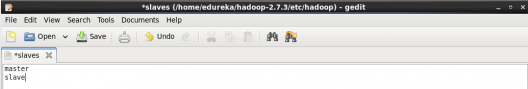 *slaves (/home/edureka/hadoop-2.7.3/etc/hadoop) - gedit
File Edit View Search Tools Documents Help
Open Save Undo
*slaves
master
slave